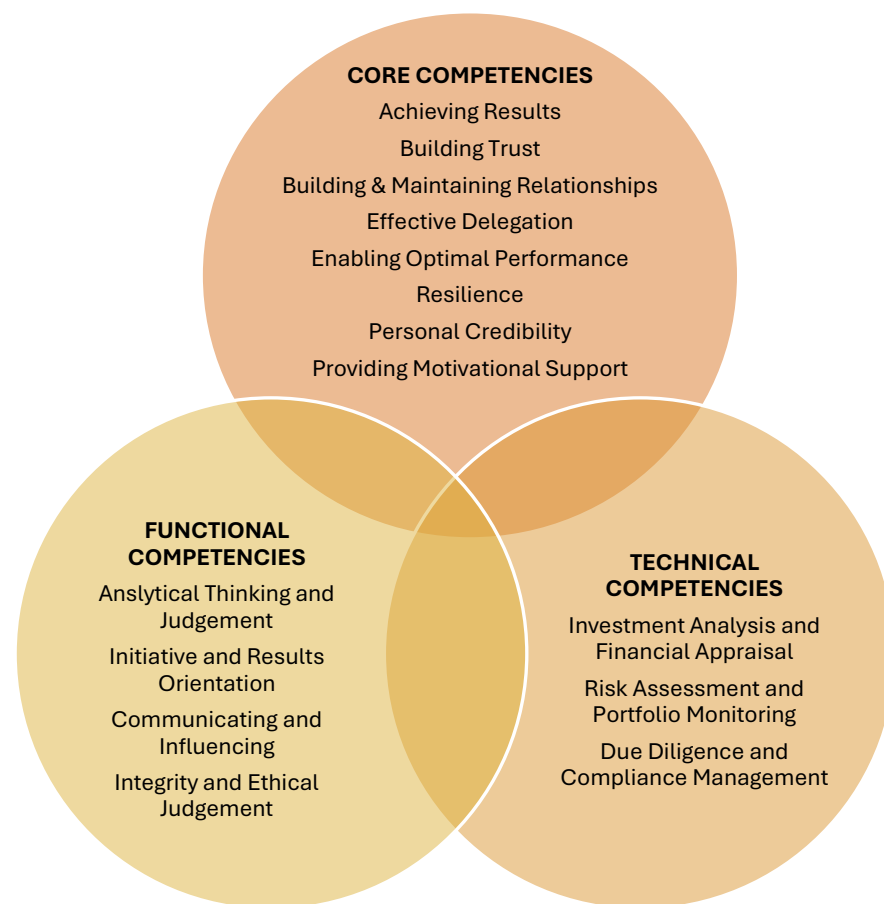 CORE COMPETENCIES
Achieving Results
Building Trust
Building & Maintaining Relationships
Effective Delegation
Enabling Optimal Performance
Resilience
Personal Credibility
Providing Motivational Support
FUNCTIONAL
COMPETENCIES
Anslytical Thinking and
Judgement
Initiative and Results
Orientation
Communicating and
Influencing
Integrity and Ethical
Judgement
TECHNICAL
COMPETENCIES
Investment Analysis and
Financial Appraisal
Risk Assessment and
Portfolio Monitoring
Due Diligence and
Compliance Management